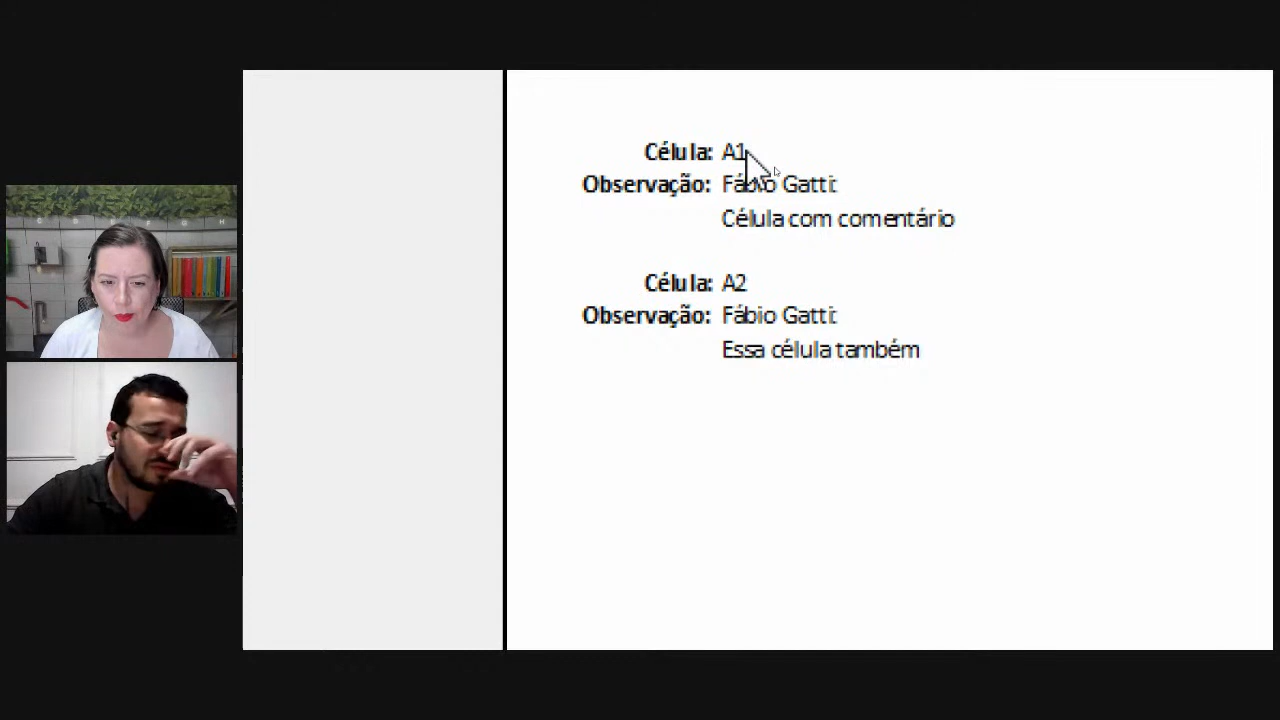 Célula: A1
Observação: Fábio Gatti:
Célula com comentário
Célula: A2
Observação: Fábio Gatti:
Essa célula também